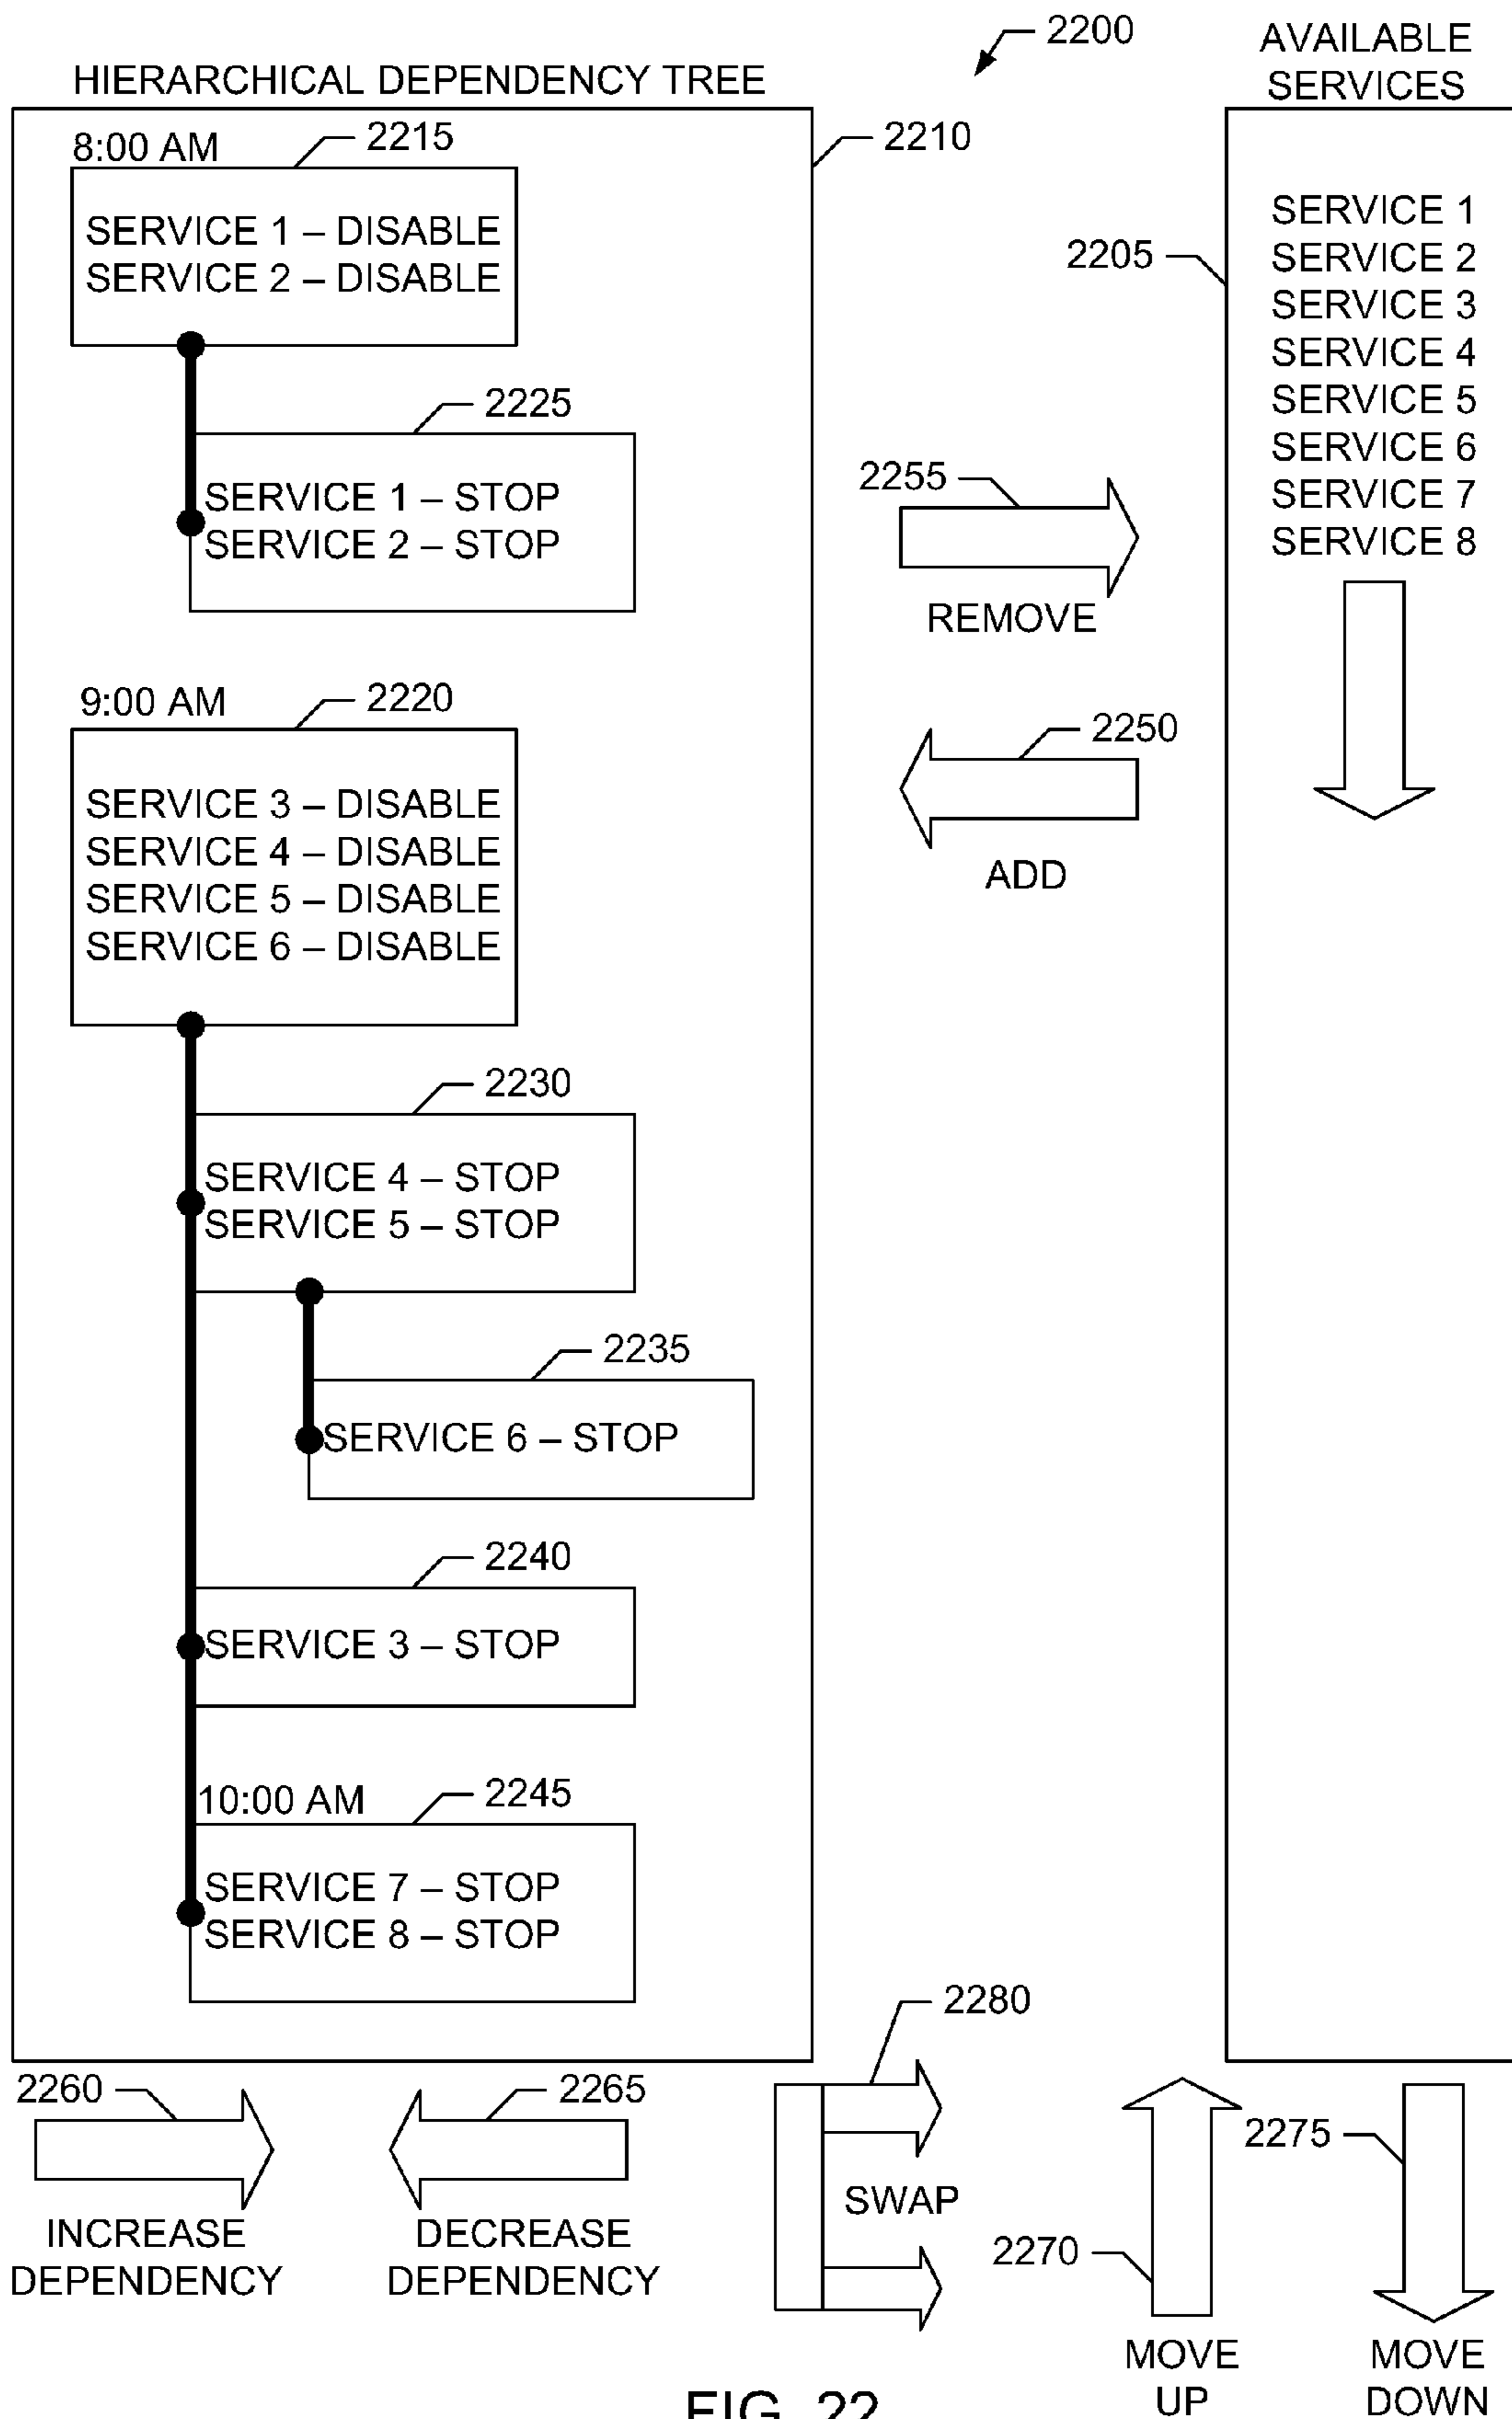 2200
AVAILABLE
SERVICES
HIERARCHICAL DEPENDENCY TREE
8:00 AM
2215
2210
SERVICE 1 – DISABLE
SERVICE 2 – DISABLE
2225
SERVICE 1 – STOP
SERVICE 2 – STOP
9:00 AM
2220
SERVICE 3 – DISABLE
SERVICE 4 – DISABLE
SERVICE 5 – DISABLE
SERVICE 6 – DISABLE
2230
SERVICE 4 – STOP
SERVICE 5 – STOP
2235
SERVICE 6 – STOP
2240
SERVICE 3 – STOP
10:00 AM
2245
SERVICE 7 – STOP
SERVICE 8 – STOP
2255
REMOVE
2250
ADD
2205
SERVICE 1
SERVICE 2
SERVICE 3
SERVICE 4
SERVICE 5
SERVICE 6
SERVICE 7
SERVICE 8
2260
INCREASE
DEPENDENCY
2265
DECREASE
DEPENDENCY
2280
SWAP
2270
MOVE
UP
2275
MOVE
DOWN
FIG. 22